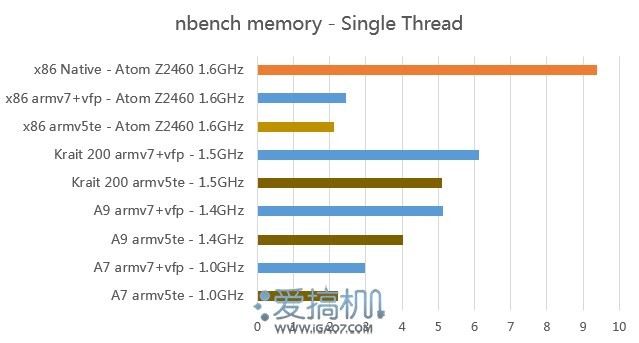 nbench memory - Single Thread
x86 Native - Atom Z2460 1.6GHz
x86 armv7+vfp - Atom Z2460 1.6GHz
x86 armv5te - Atom Z2460 1.6GHz
Krait 200 armv7+vfp - 1.5GHz
Krait 200 armv5te - 1.5GHz
A9 armv7+vfp - 1.4GHz
A9 armv5te - 1.4GHz
A7 armv7+vfp - 1.0GHz
A7 armv5te - 1.0GHz
爱搞机
0 1 2 3 4 5 6 7 8 9 10
www.iGAO7.com